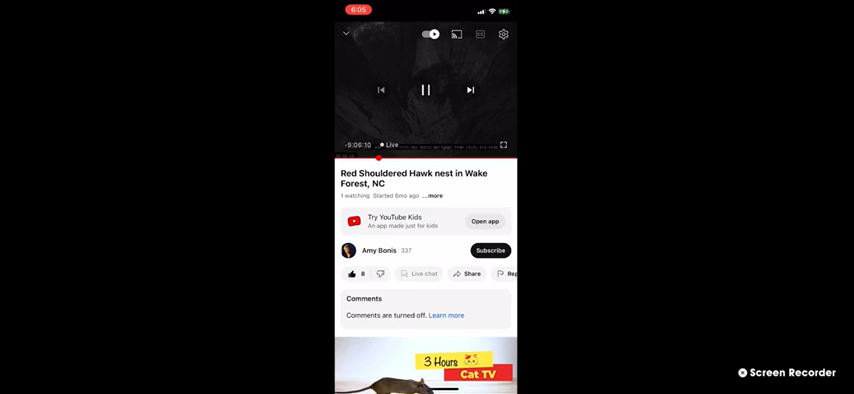 6:05
-9:06:10 Live
Red Shouldered Hawk nest in Wake
Forest, NC
1 watching Started 6mo ago ...more
Try YouTube Kids
An app made just for kids
Open app
Amy Bonis 337
Subscribe
8
Live chat
Share
Rep
Comments
Comments are turned off. Learn more
3 Hours
Cat TV
Screen Recorder